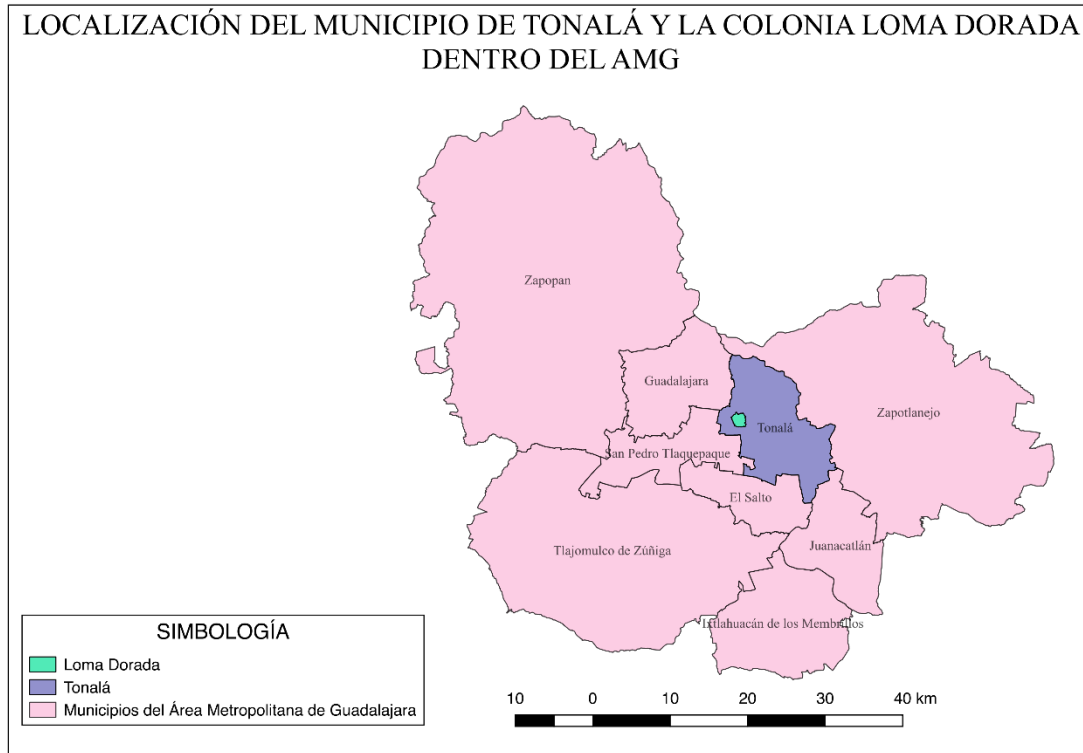 LOCALIZACIÓN DEL MUNICIPIO DE TONALÁ Y LA COLONIA LOMA DORADA
DENTRO DEL AMG
Zapopan
Guadalajara
Zapotlanejo
Tonalá
San Pedro Tlaquepaque
El Salto
Juanacatlán
Tlajomulco de Zúñiga
Ixtlahuacán de los Membrillos
SIMBOLOGÍA
Loma Dorada
Tonalá
Municipios del Área Metropolitana de Guadalajara
10 0 10 20 30 40 km